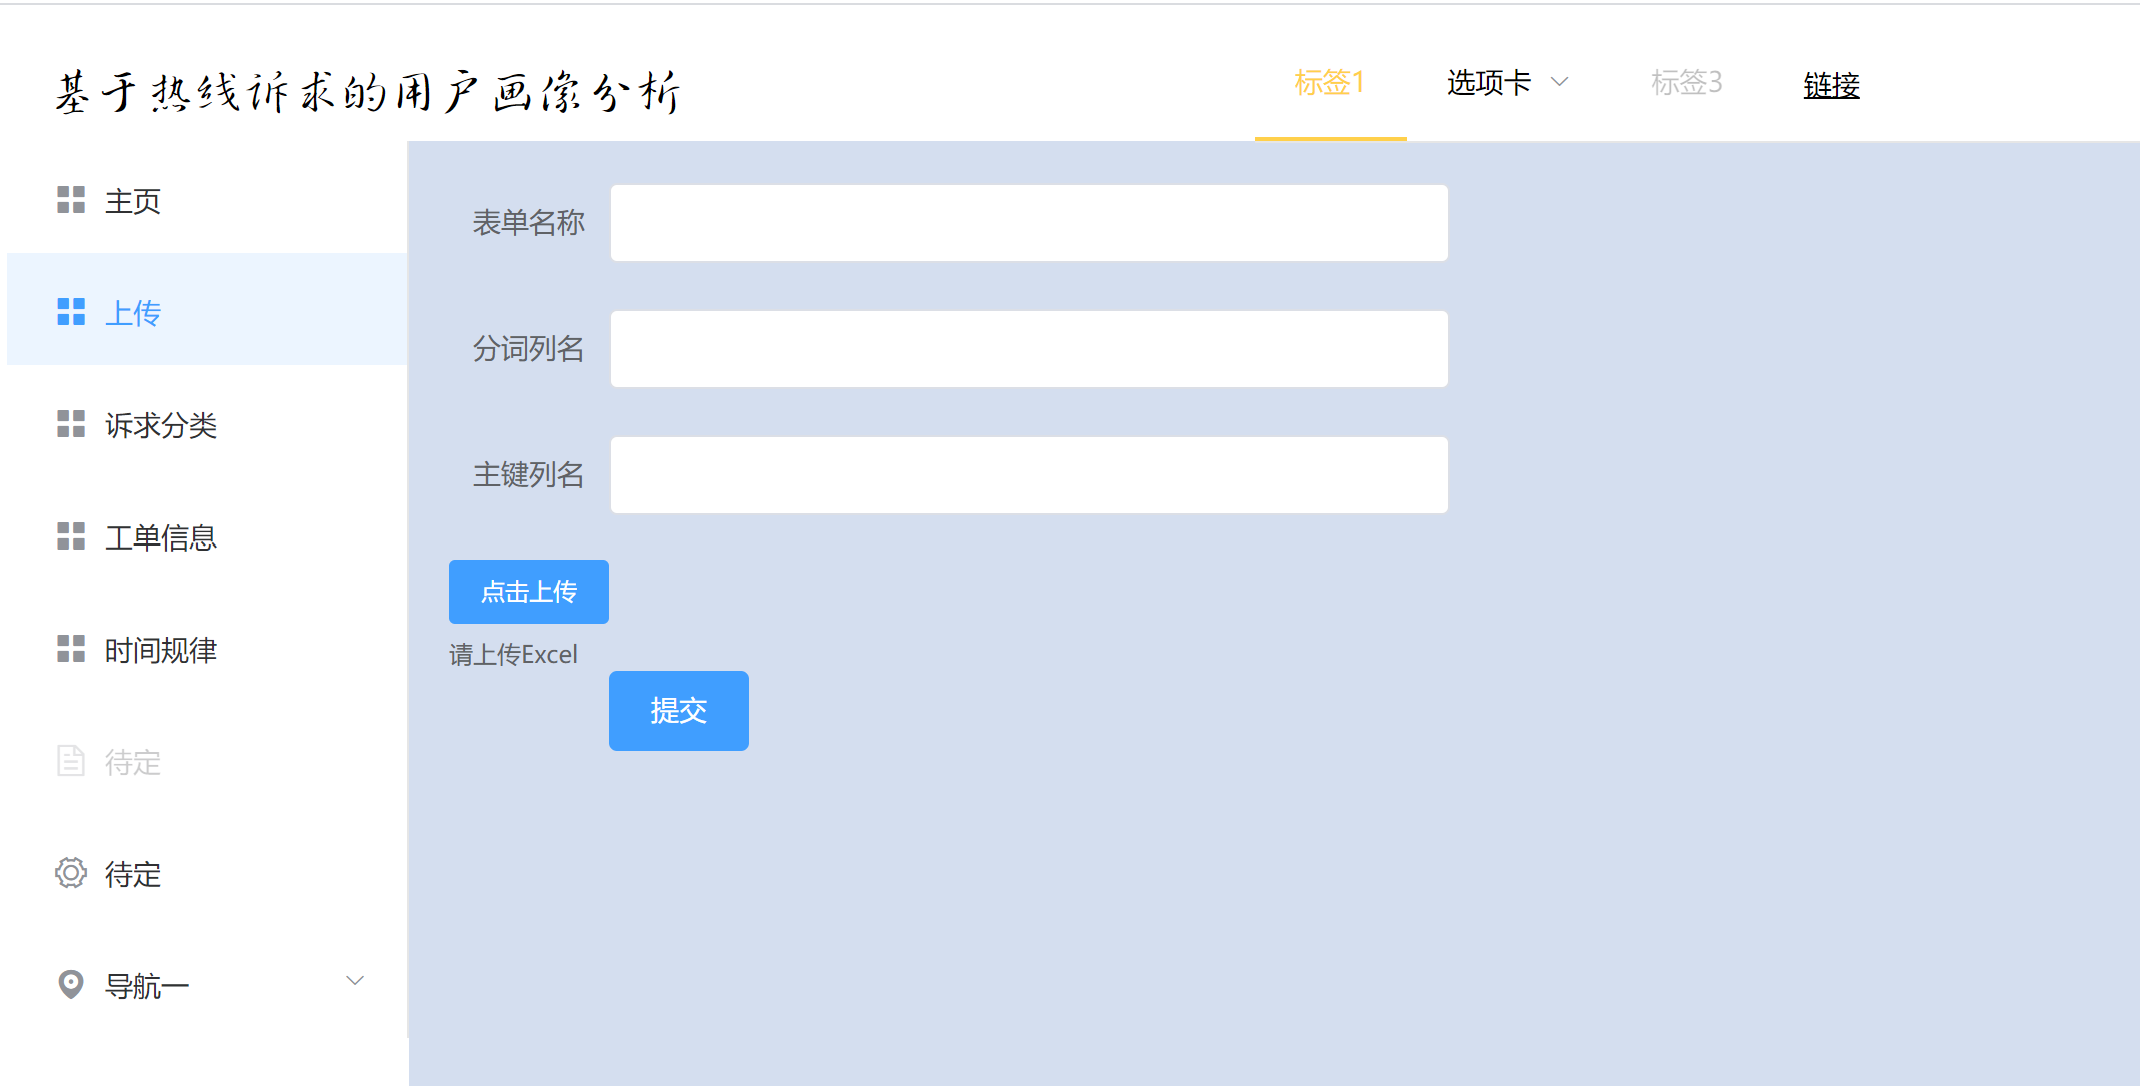 基于热线诉求的用户画像分析
标签1
选项卡
标签3
链接
主页
上传
诉求分类
工单信息
时间规律
待定
待定
导航一
表单名称
分词列名
主键列名
点击上传
请上传Excel
提交